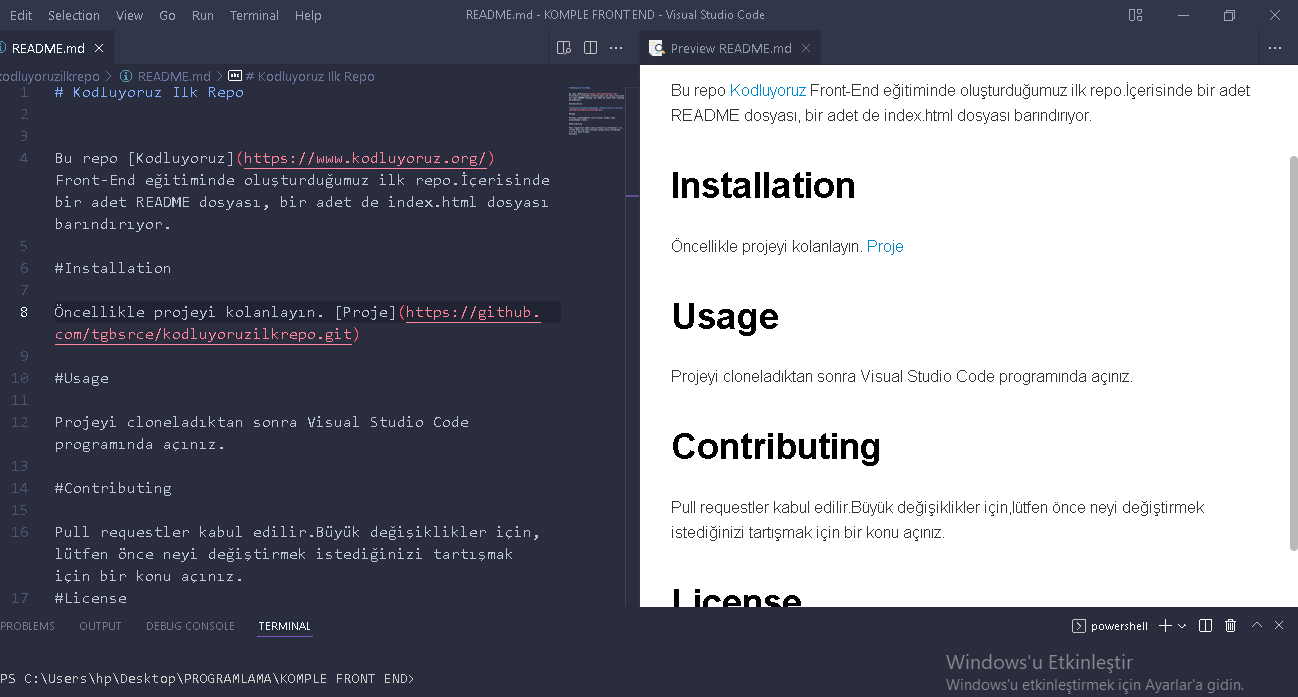 Edit Selection View Go Run Terminal Help README.md - KOMPLE FRONT END - Visual Studio Code
README.md
Preview README.md
kodluyoruzilkrepo > README.md > # Kodluyoruz Ilk Repo
1 # Kodluyoruz Ilk Repo
2
3
4 Bu repo [Kodluyoruz](https://www.kodluyoruz.org/)
Front-End eğitiminde oluşturduğumuz ilk repo.İçerisinde
bir adet README dosyası, bir adet de index.html dosyası
barındırıyor.
5
6 #Installation
7
8 Öncellikle projeyi kolanlayın. [Proje](https://github.
com/tgbsrce/kodluyoruzilkrepo.git)
9
10 #Usage
11
12 Projeyi cloneladıktan sonra Visual Studio Code
programında açınız.
13
14 #Contributing
15
16 Pull requestler kabul edilir.Büyük değişiklikler için,
lütfen önce neyi değiştirmek istediğinizi tartışmak
için bir konu açınız.
17 #License
Bu repo Kodluyoruz Front-End eğitiminde oluşturduğumuz ilk repo.İçerisinde bir adet
README dosyası, bir adet de index.html dosyası barındırıyor.
Installation
Öncellikle projeyi kolanlayın. Proje
Usage
Projeyi cloneladıktan sonra Visual Studio Code programında açınız.
Contributing
Pull requestler kabul edilir.Büyük değişiklikler için,lütfen önce neyi değiştirmek
istediğinizi tartışmak için bir konu açınız.
License
PROBLEMS OUTPUT DEBUG CONSOLE TERMINAL
powershell
PS C:\Users\hp\Desktop\PROGRAMLAMA\KOMPLE FRONT END>
Windows'u Etkinleştir
Windows'u etkinleştirmek için Ayarlar'a gidin.